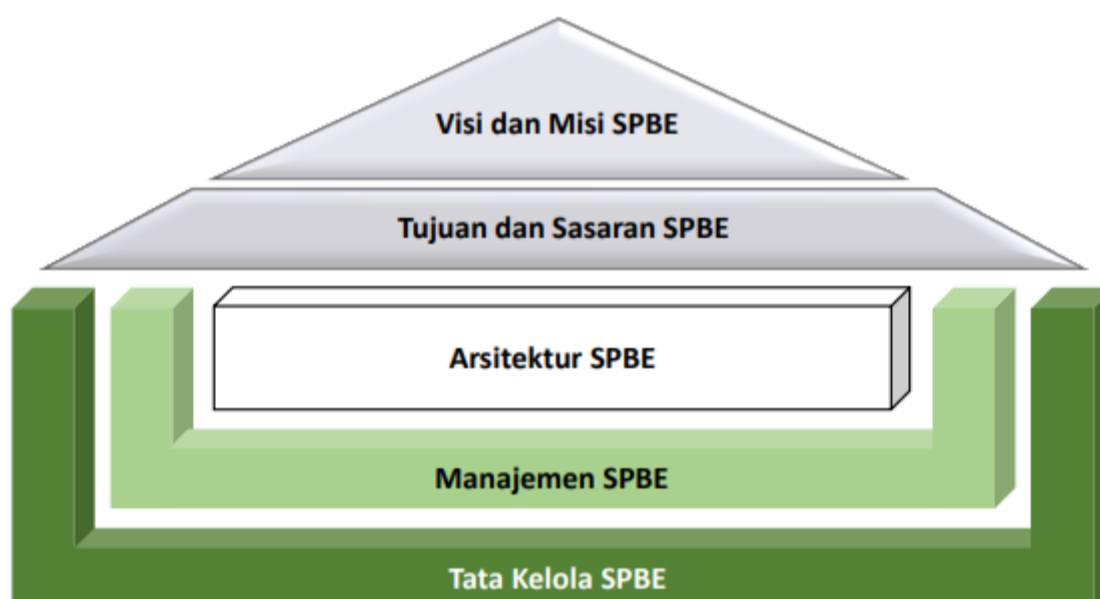 Visi dan Misi SPBE
Tujuan dan Sasaran SPBE
Arsitektur SPBE
Manajemen SPBE
Tata Kelola SPBE